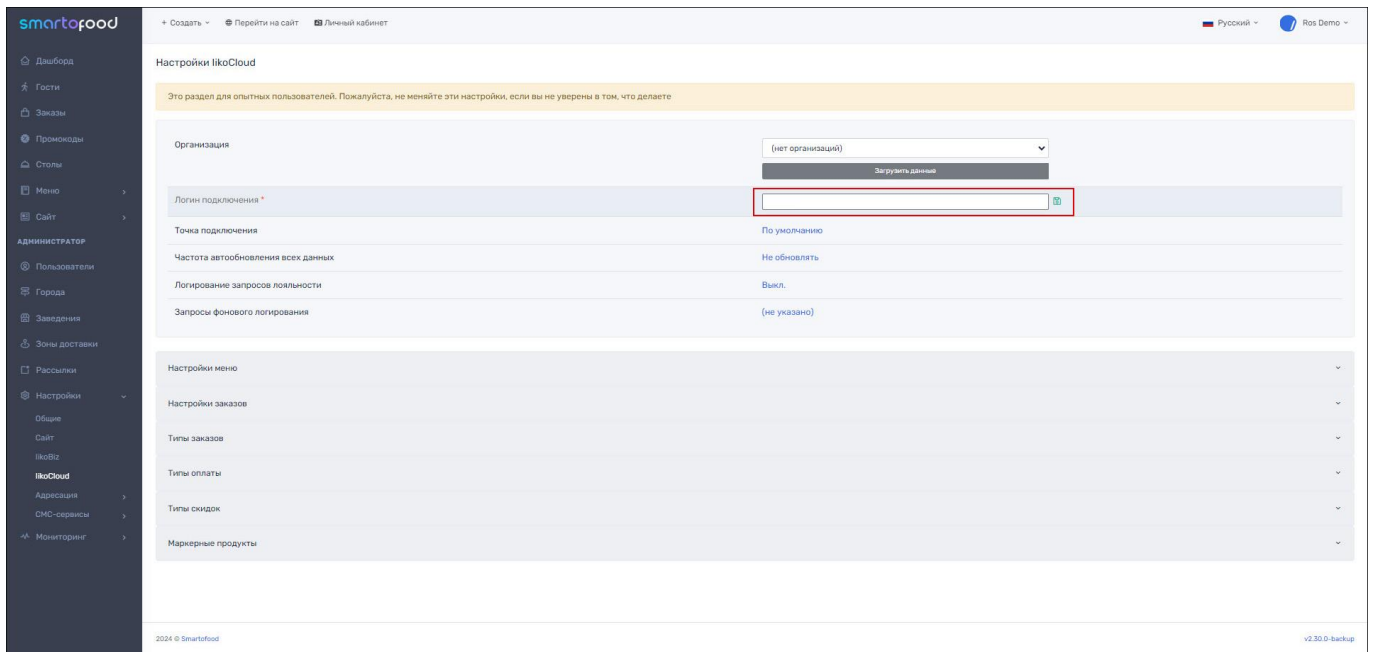 smartofood
+ Создать
Перейти на сайт
Личный кабинет
Русский
Ros Demo
Дашборд
Гости
Заказы
Промокоды
Столы
Меню
Сайт
АДМИНИСТРАТОР
Пользователи
Города
Заведения
Зоны доставки
Рассылки
Настройки
Общие
Сайт
IikoBiz
IikoCloud
Адресация
СМС-сервисы
Мониторинг
Настройки IikoCloud
Это раздел для опытных пользователей. Пожалуйста, не меняйте эти настройки, если вы не уверены в том, что делаете
Организация
(нет организаций)
Загрузить данные
Логин подключения *
Точка подключения
По умолчанию
Частота автообновления всех данных
Не обновлять
Логирование запросов лояльности
Выкл.
Запросы фонового логирования
(не указано)
Настройки меню
Настройки заказов
Типы заказов
Типы оплаты
Типы скидок
Маркерные продукты
2024 © Smartofood
v2.30.0-backup